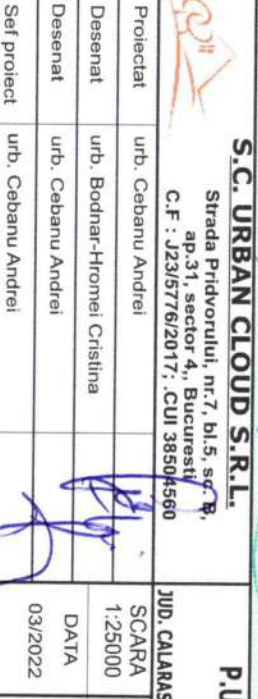 S.C. URBAN CLOUD S.R.L.
Strada Pridvorului, nr.7, bl.5, sc. B,
ap.31, sector 4,, Bucuresti
C.F : J23/5776/2017; .CUI 38504560
P.U
JUD. CALARAS
Proiectat urb. Cebanu Andrei
Desenat urb. Bodnar-Hromei Cristina
Desenat urb. Cebanu Andrei
Sef proiect urb. Cebanu Andrei
SCARA
1:25000
DATA
03/2022